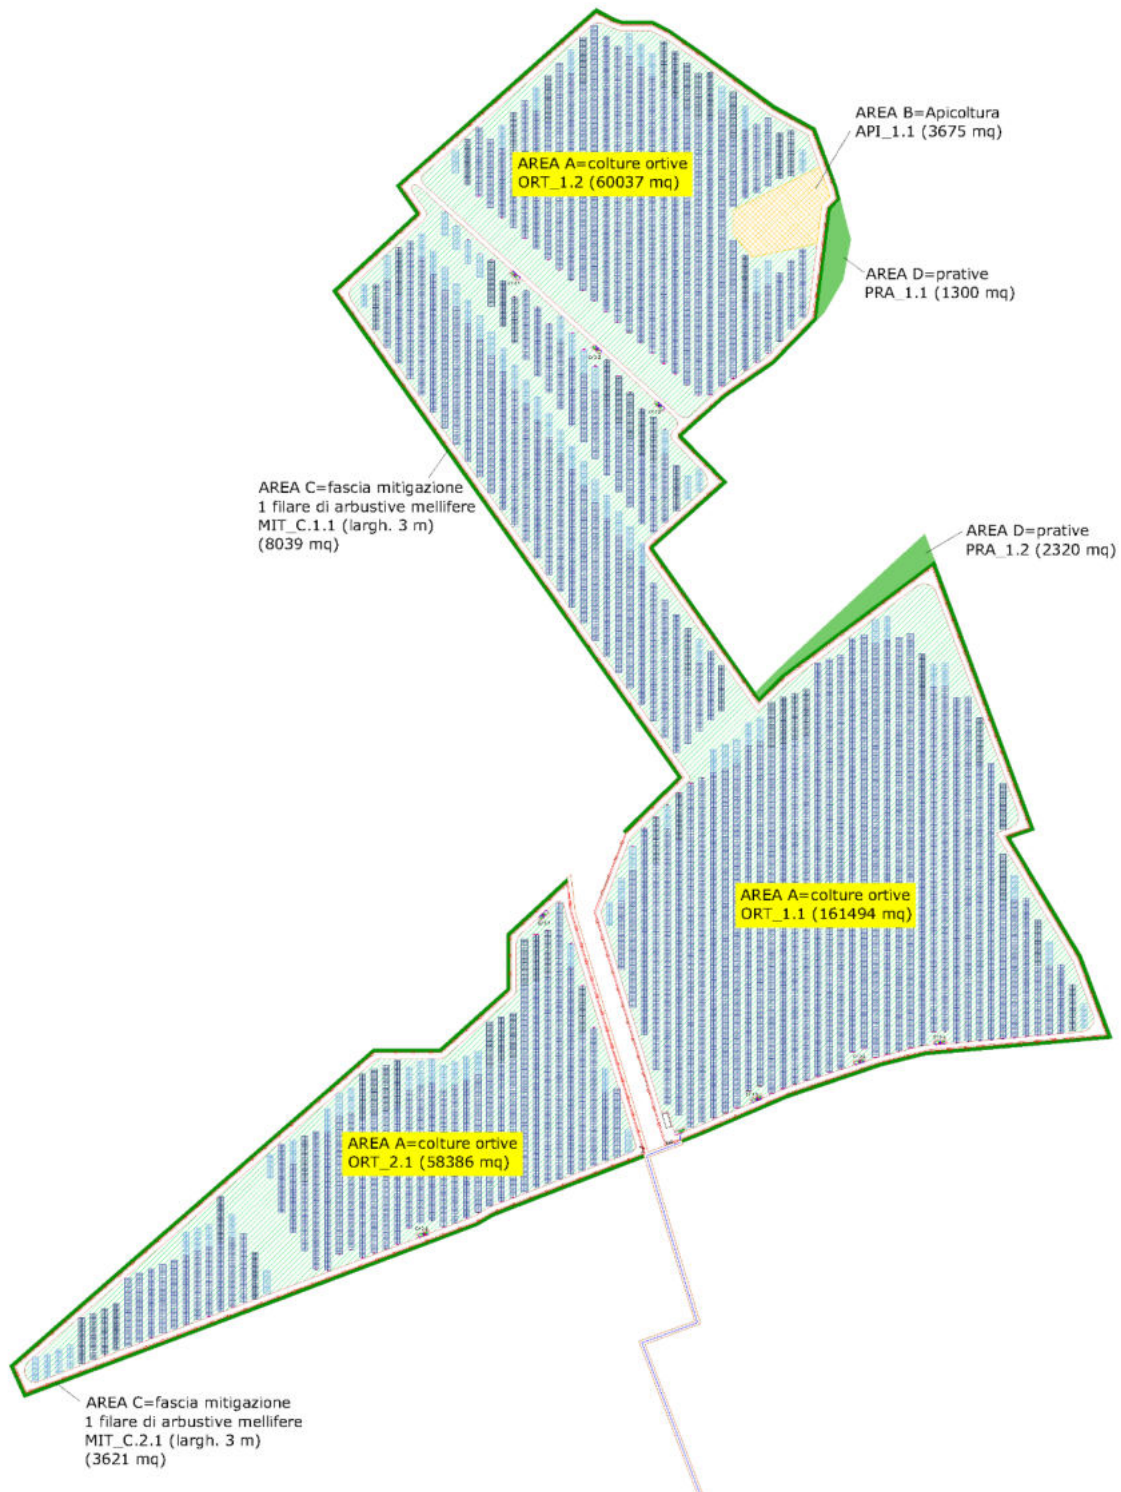 AREA B=Apicoltura
API_1.1 (3675 mq)
AREA A=colture ortive
ORT_1.2 (60037 mq)
AREA D=prative
PRA_1.1 (1300 mq)
AREA C=fascia mitigazione
1 filare di arbustive mellifere
MIT_C.1.1 (largh. 3 m)
(8039 mq)
AREA D=prative
PRA_1.2 (2320 mq)
AREA A=colture ortive
ORT_1.1 (161494 mq)
AREA A=colture ortive
ORT_2.1 (58386 mq)
AREA C=fascia mitigazione
1 filare di arbustive mellifere
MIT_C.2.1 (largh. 3 m)
(3621 mq)